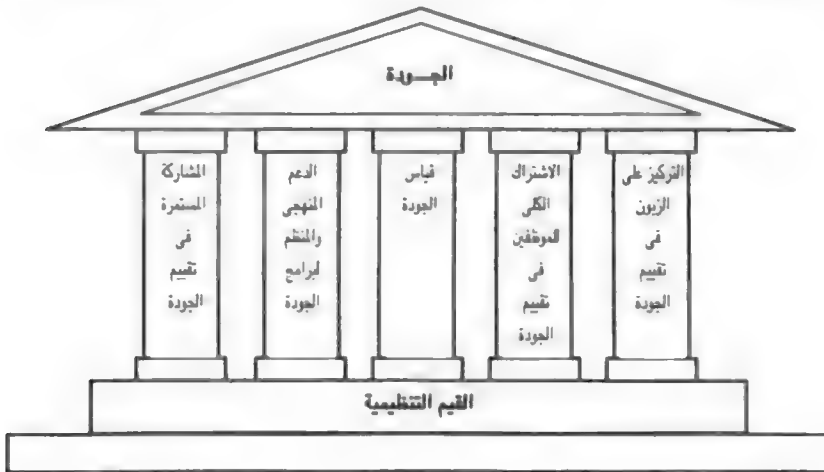 الجـــودة
التركيز على
الزبون
فى
تقييم
الجودة
الاشتراك
الكلى
للموظفين
فى
تقييم
الجودة
قياس
الجودة
الدعم
المنهجى
والمنظم
لبرامج
الجودة
المشاركة
المستمرة
فى
تقييم
الجودة
القيم التنظيمية